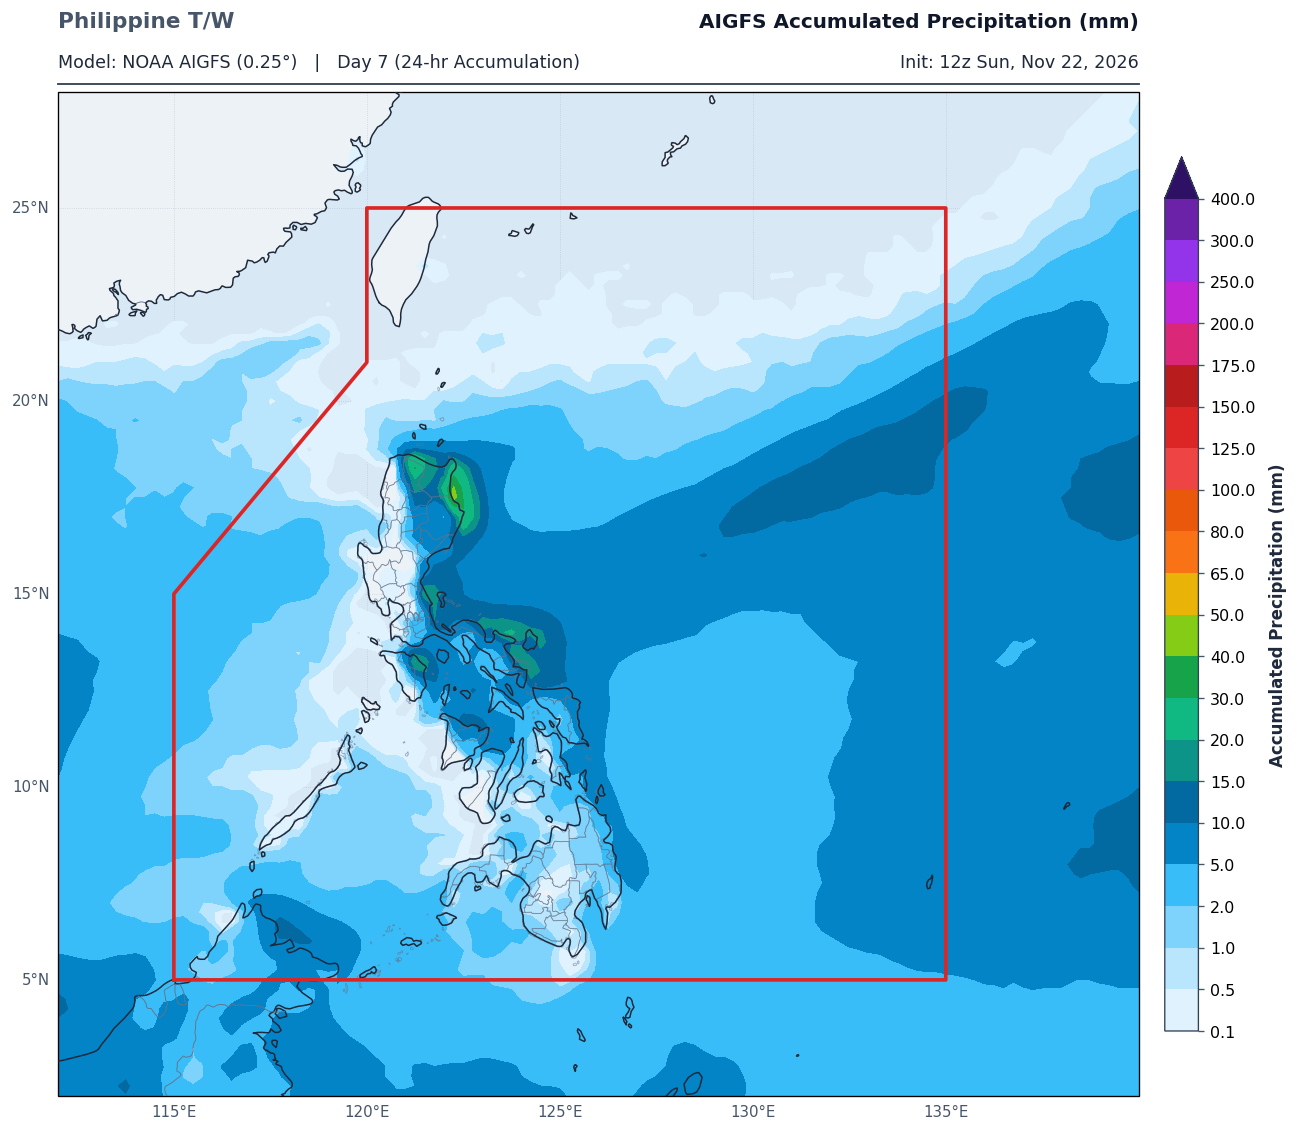 Philippine T/W
AIGFS Accumulated Precipitation (mm)
Model: NOAA AIGFS (0.25°)   |   Day 7 (24-hr Accumulation)
Init: 12z Sun, Nov 22, 2026
25°N
20°N
15°N
10°N
5°N
115°E
120°E
125°E
130°E
135°E
400.0
300.0
250.0
200.0
175.0
150.0
125.0
100.0
80.0
65.0
50.0
40.0
30.0
20.0
15.0
10.0
5.0
2.0
1.0
0.5
0.1
Accumulated Precipitation (mm)